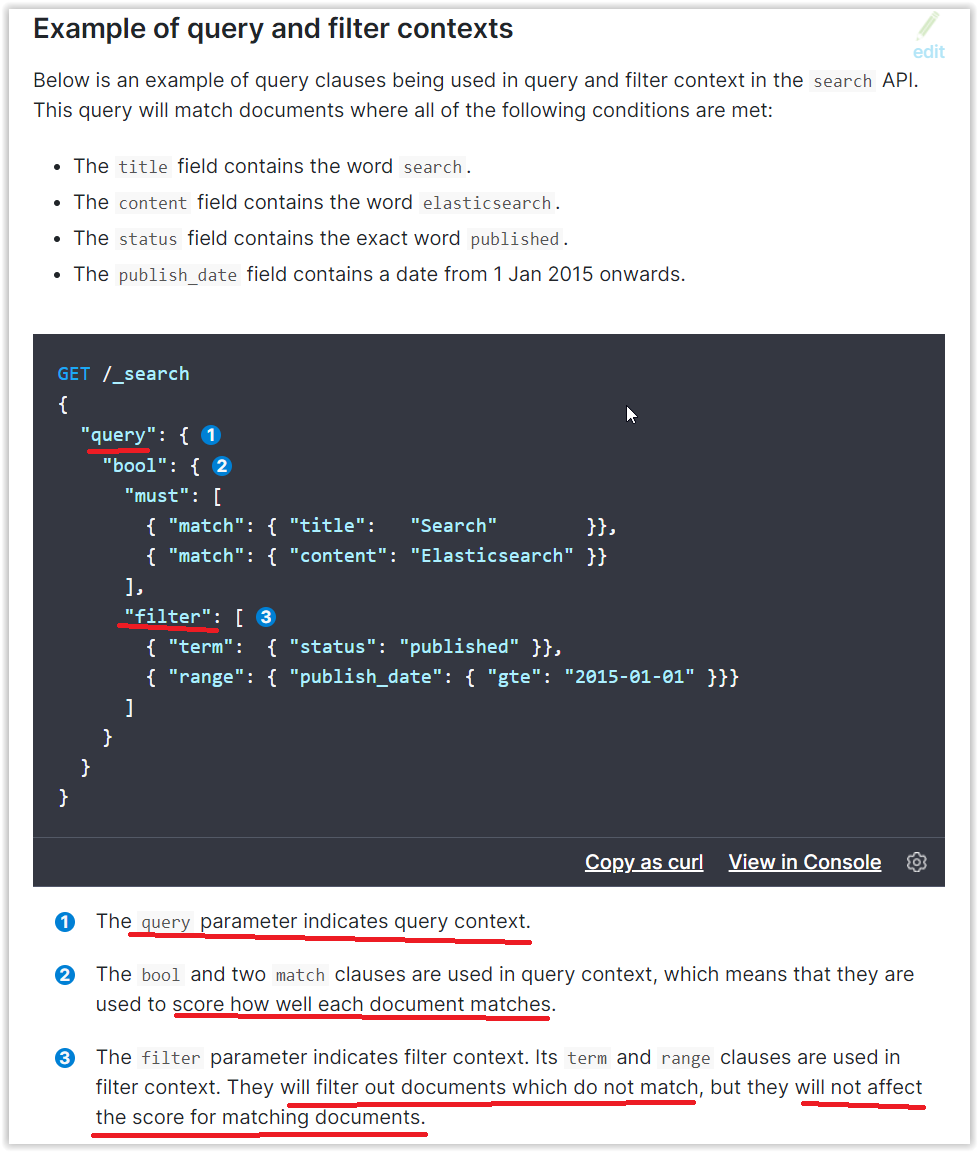 Example of query and filter contexts
edit
Below is an example of query clauses being used in query and filter context in the search API.
This query will match documents where all of the following conditions are met:
• The title field contains the word search.
• The content field contains the word elasticsearch.
• The status field contains the exact word published.
• The publish_date field contains a date from 1 Jan 2015 onwards.
GET /_search
{
  "query": { 1
    "bool": { 2
      "must": [
        { "match": { "title":   "Search"        }},
        { "match": { "content": "Elasticsearch" }}
      ],
      "filter": [ 3
        { "term":  { "status": "published" }},
        { "range": { "publish_date": { "gte": "2015-01-01" }}}
      ]
    }
  }
}
Copy as curl View in Console
1 The query parameter indicates query context.
2 The bool and two match clauses are used in query context, which means that they are
used to score how well each document matches.
3 The filter parameter indicates filter context. Its term and range clauses are used in
filter context. They will filter out documents which do not match, but they will not affect
the score for matching documents.